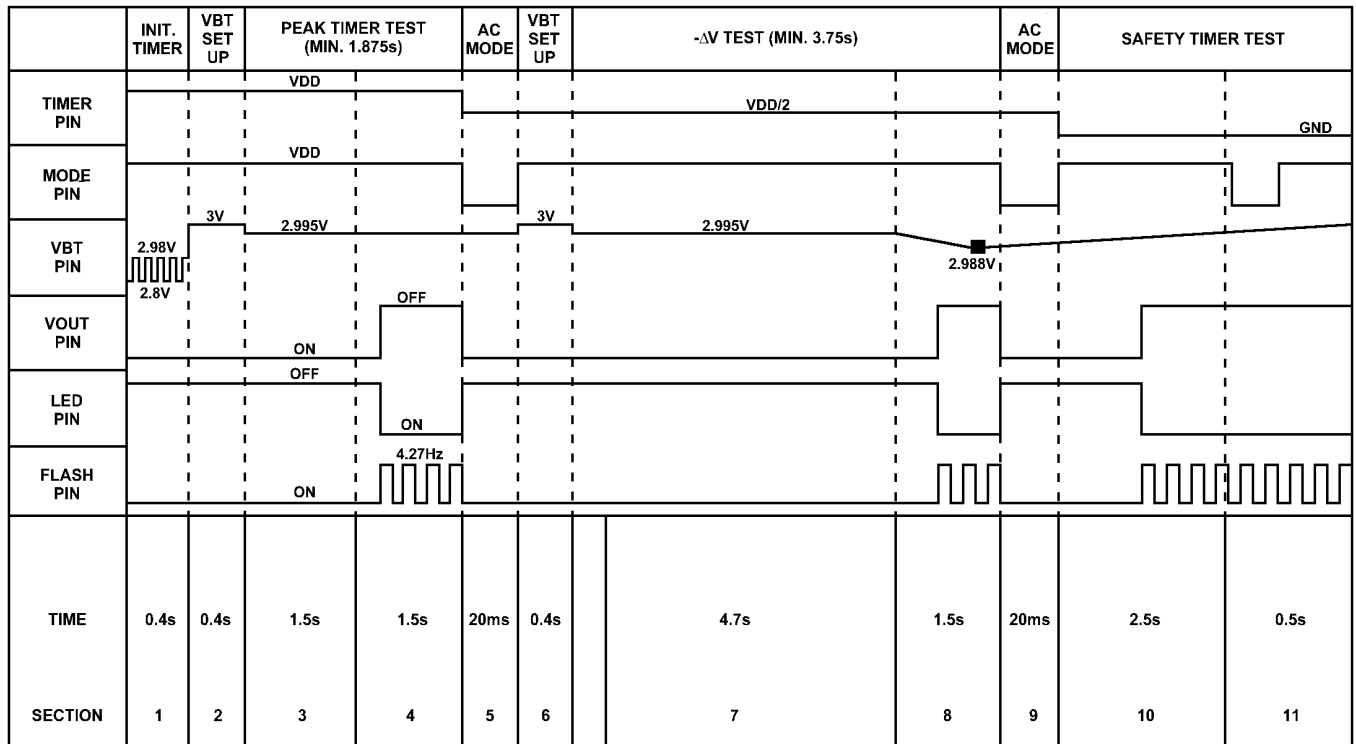 INIT.
TIMER
VBT
SET
UP
PEAK TIMER TEST
(MIN. 1.875s)
AC
MODE
VBT
SET
UP
-ΔV TEST (MIN. 3.75s)
AC
MODE
SAFETY TIMER TEST
TIMER
PIN
VDD
VDD/2
GND
MODE
PIN
VDD
VBT
PIN
2.98V
2.8V
3V
2.995V
3V
2.995V
2.988V
VOUT
PIN
ON
OFF
LED
PIN
OFF
ON
FLASH
PIN
ON
4.27Hz
TIME
0.4s
0.4s
1.5s
1.5s
20ms
0.4s
4.7s
1.5s
20ms
2.5s
0.5s
SECTION
1
2
3
4
5
6
7
8
9
10
11